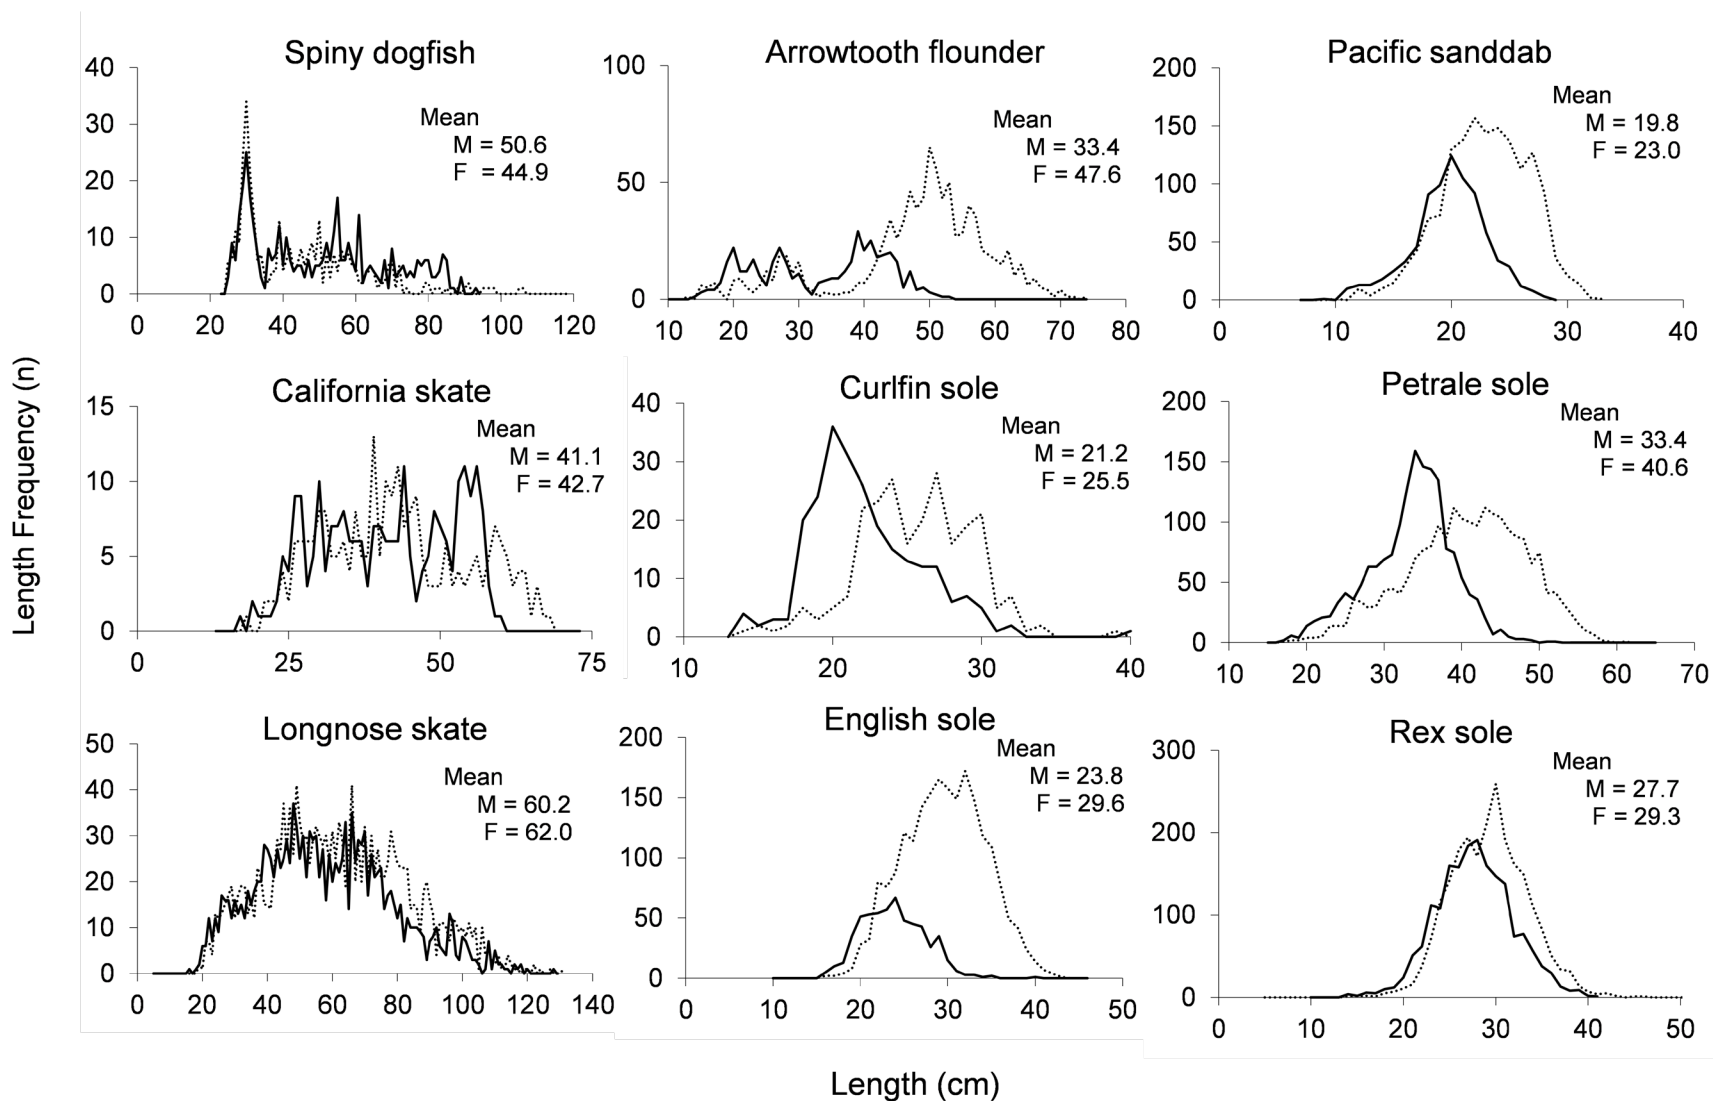 Length Frequency (n)
Spiny dogfish
40
30
20
10
0
Mean
M = 50.6
F = 44.9
0 20 40 60 80 100 120
Arrowtooth flounder
100
50
0
Mean
M = 33.4
F = 47.6
10 20 30 40 50 60 70 80
Pacific sanddab
200
150
100
50
0
Mean
M = 19.8
F = 23.0
0 10 20 30 40
California skate
15
10
5
0
Mean
M = 41.1
F = 42.7
0 25 50 75
Curlfin sole
40
30
20
10
0
Mean
M = 21.2
F = 25.5
10 20 30 40
Petrale sole
200
150
100
50
0
Mean
M = 33.4
F = 40.6
10 20 30 40 50 60 70
Longnose skate
50
40
30
20
10
0
Mean
M = 60.2
F = 62.0
0 20 40 60 80 100 120 140
English sole
200
150
100
50
0
Mean
M = 23.8
F = 29.6
0 10 20 30 40 50
Rex sole
300
200
100
0
Mean
M = 27.7
F = 29.3
0 10 20 30 40 50
Length (cm)